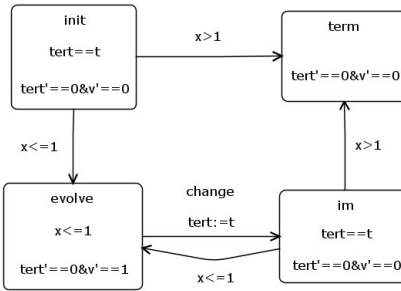 init
tert==t
tert'==0&v'==0
x>1
term
tert'==0&v'==0
x<=1
x>1
evolve
x<=1
tert'==0&v'==1
change
tert:=t
x<=1
im
tert==t
tert'==0&v'==0